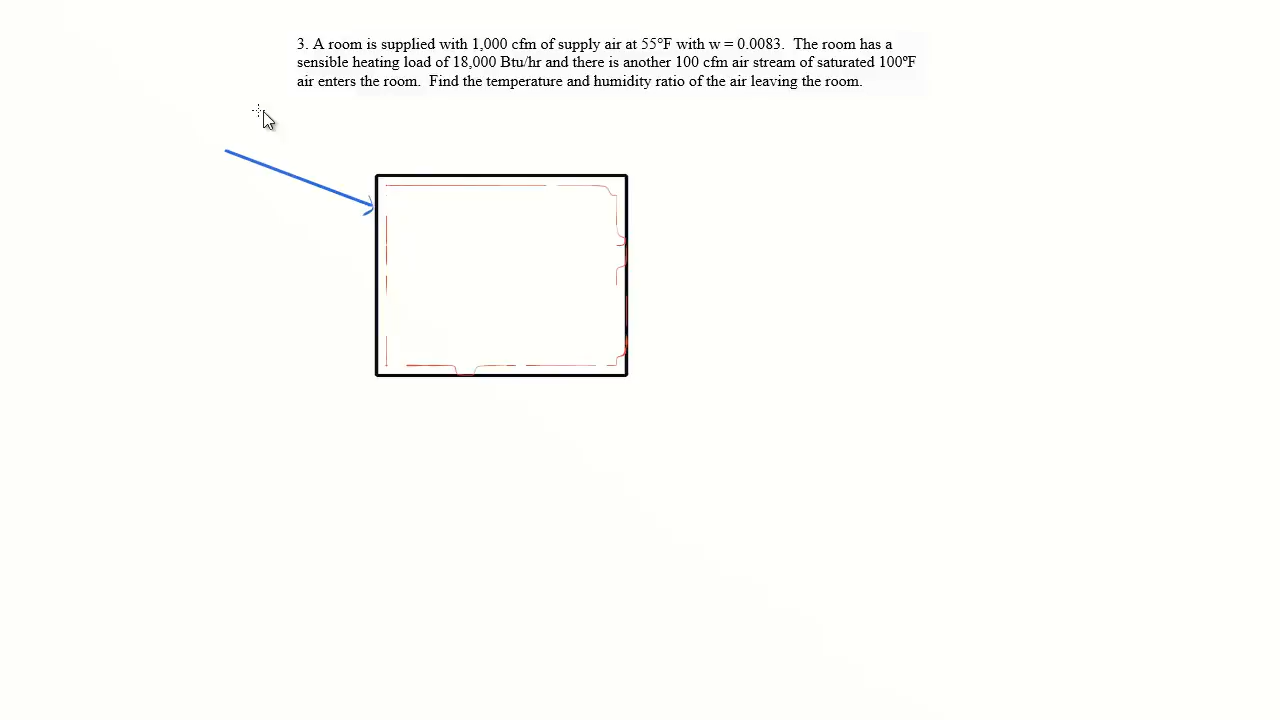 3. A room is supplied with 1,000 cfm of supply air at 55°F with w = 0.0083.  The room has a
sensible heating load of 18,000 Btu/hr and there is another 100 cfm air stream of saturated 100ºF
air enters the room.  Find the temperature and humidity ratio of the air leaving the room.